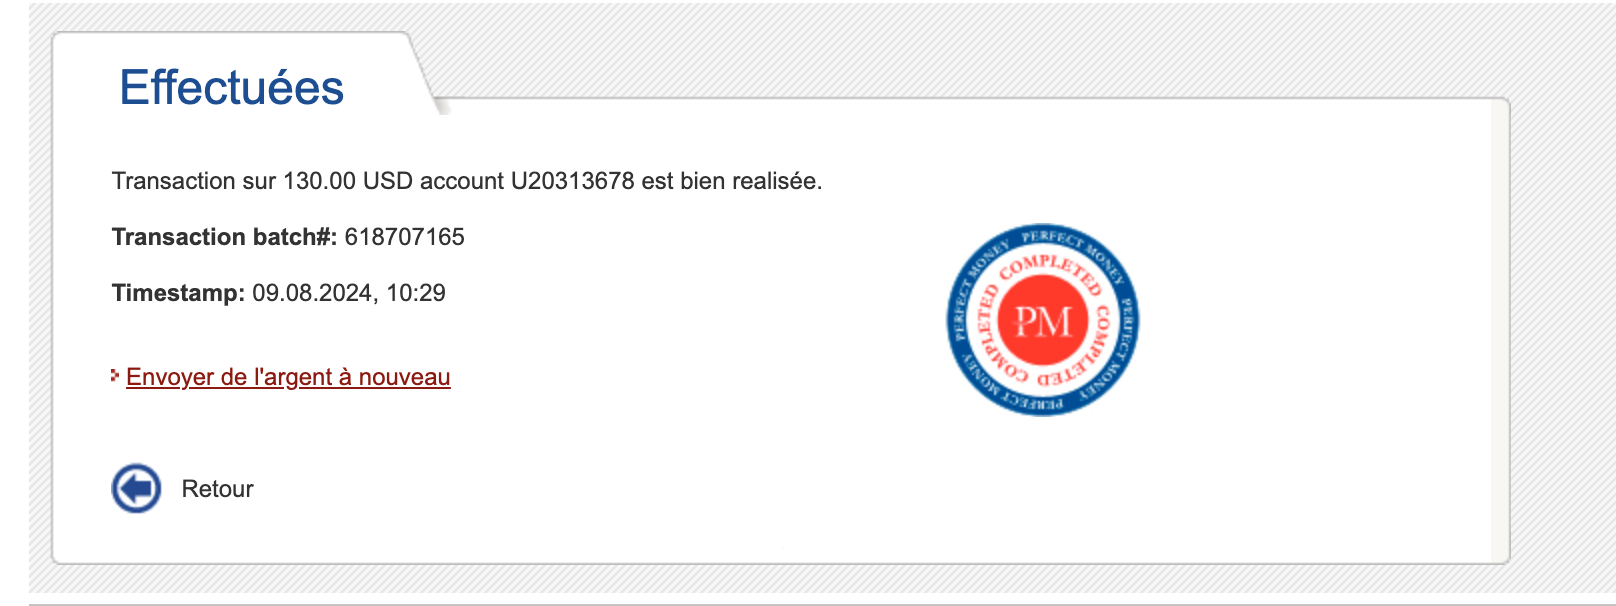 Effectuées
Transaction sur 130.00 USD account U20313678 est bien realisée.
Transaction batch#: 618707165
Timestamp: 09.08.2024, 10:29
PERFECT MONEY PERFECT MONEY PERFECT MONEY PERFECT MONEY
COMPLETED COMPLETED COMPLETED
PM
Envoyer de l'argent à nouveau
Retour